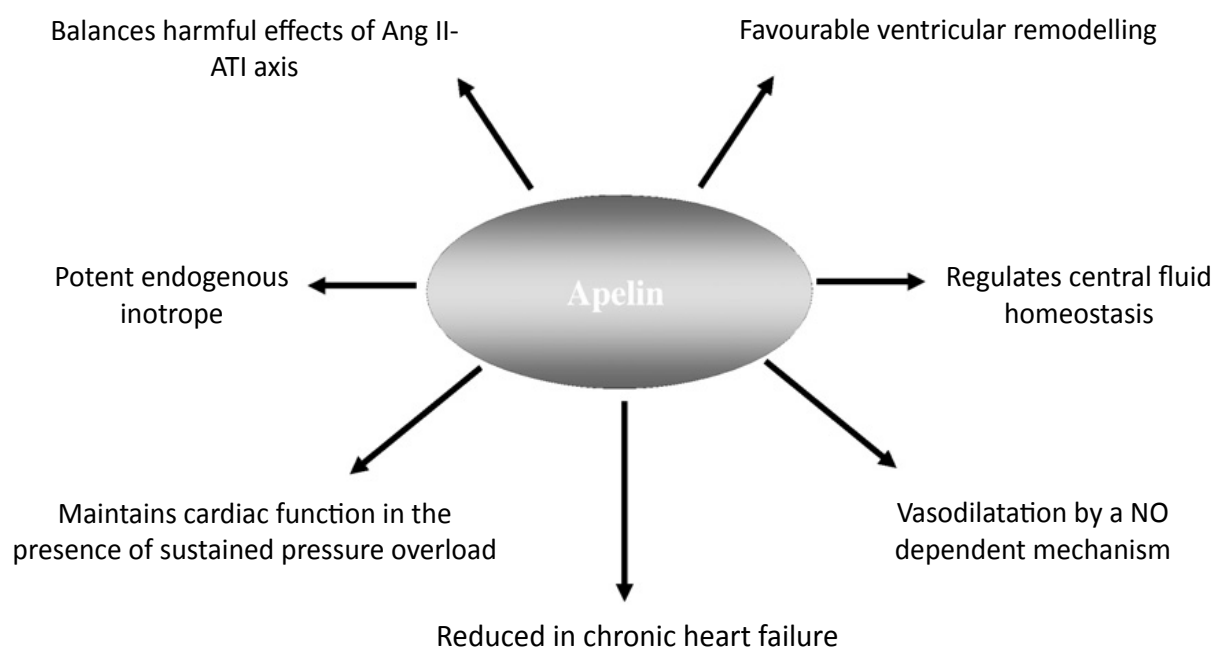 Balances harmful effects of Ang II-
ATI axis
Favourable ventricular remodelling
Potent endogenous
inotrope
Apelin
Regulates central fluid
homeostasis
Maintains cardiac function in the
presence of sustained pressure overload
Vasodilatation by a NO
dependent mechanism
Reduced in chronic heart failure